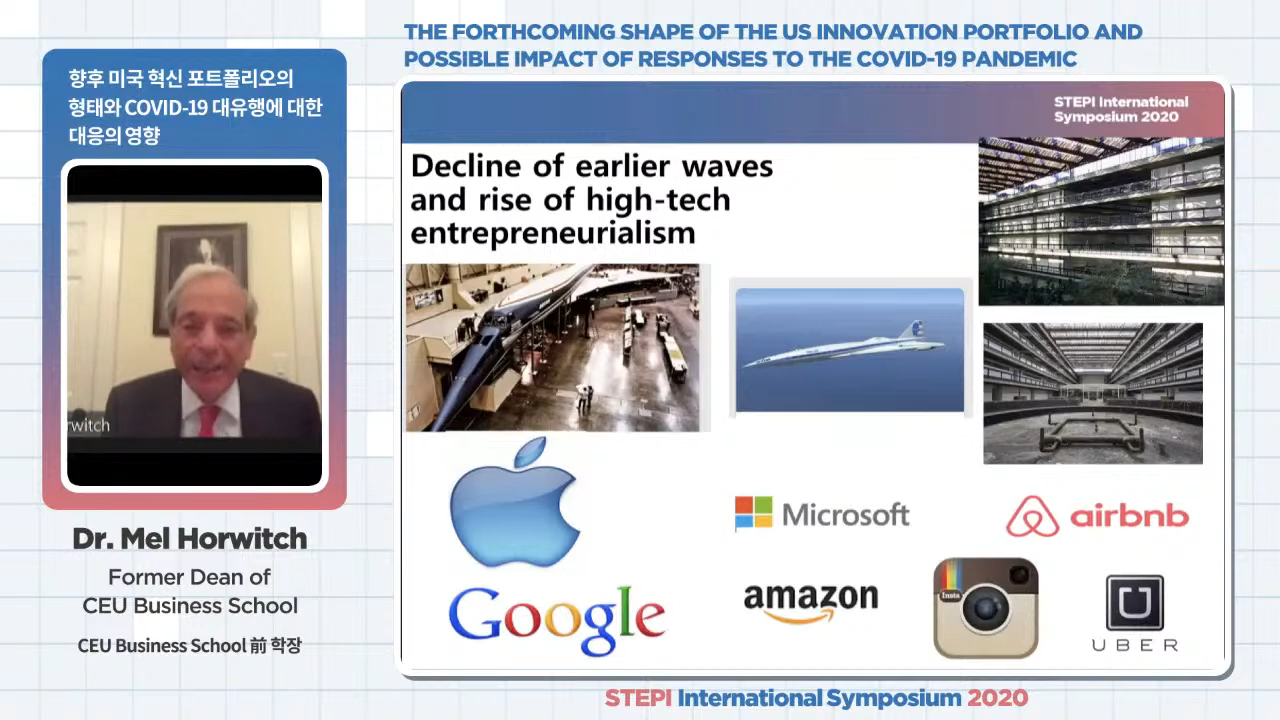 THE FORTHCOMING SHAPE OF THE US INNOVATION PORTFOLIO AND
POSSIBLE IMPACT OF RESPONSES TO THE COVID-19 PANDEMIC
향후 미국 혁신 포트폴리오의
형태와 COVID-19 대유행에 대한
대응의 영향
rwitch
Dr. Mel Horwitch
Former Dean of
CEU Business School
CEU Business School 前 학장
STEPI International
Symposium 2020
Decline of earlier waves
and rise of high-tech
entrepreneurialism
Microsoft
airbnb
Google
amazon
Insta
UBER
STEPI International Symposium 2020